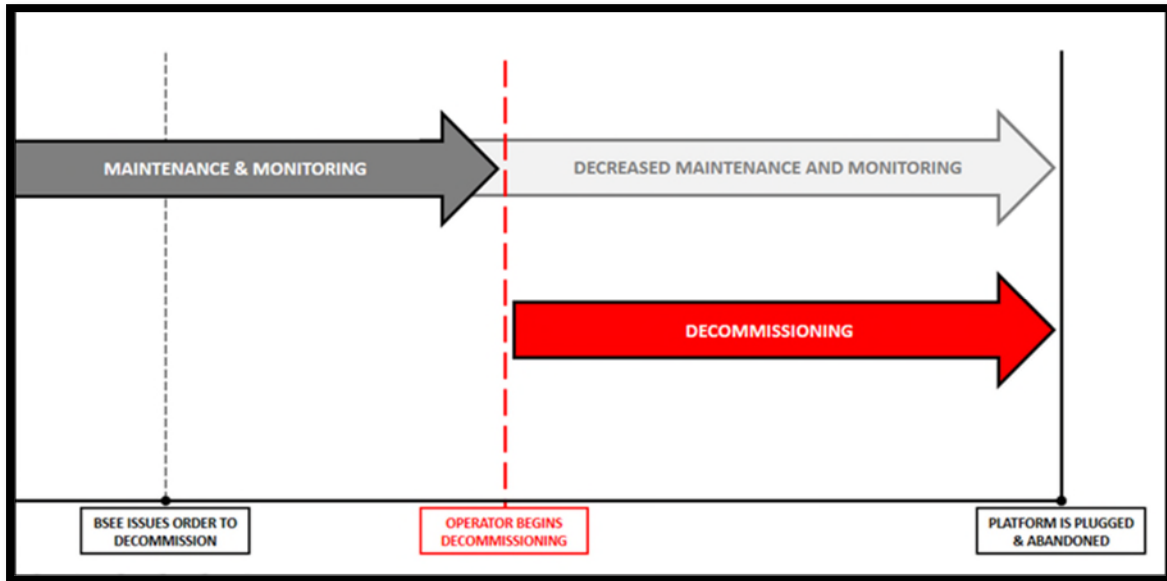 MAINTENANCE & MONITORING
DECREASED MAINTENANCE AND MONITORING
DECOMMISSIONING
BSEE ISSUES ORDER TO
DECOMMISSION
OPERATOR BEGINS
DECOMMISSIONING
PLATFORM IS PLUGGED
& ABANDONED